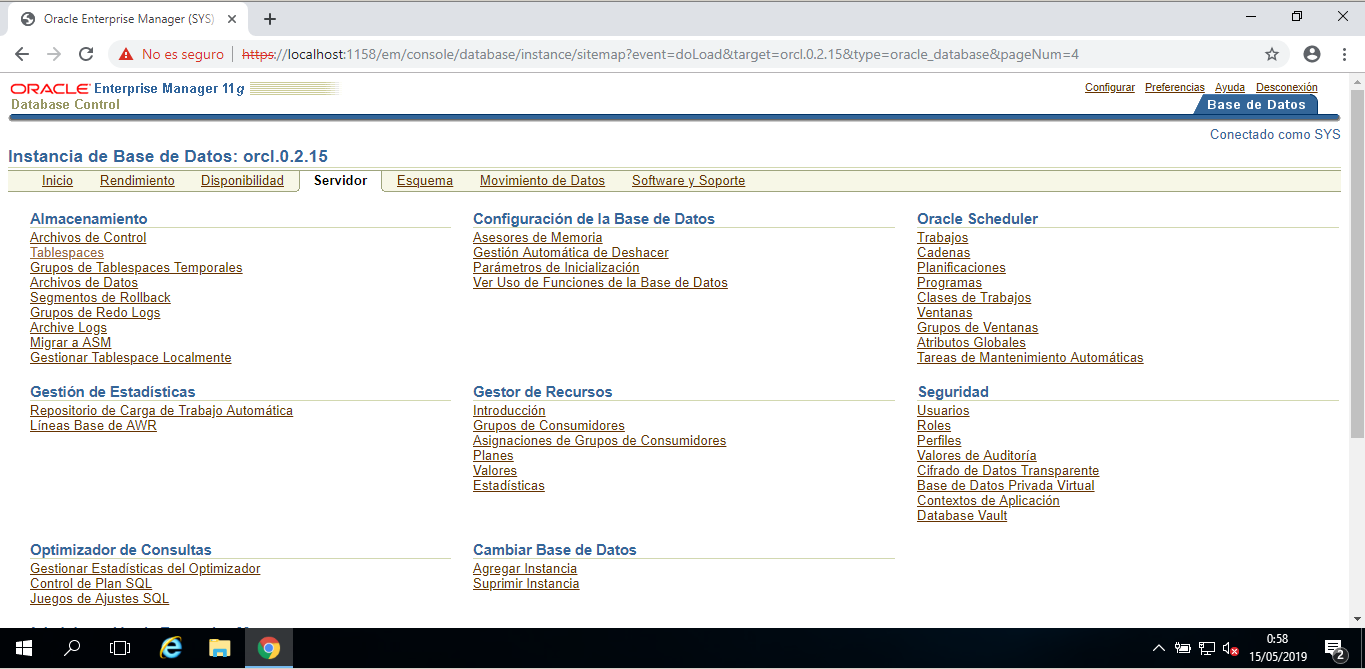 Oracle Enterprise Manager (SYS)
No es seguro https://localhost:1158/em/console/database/instance/sitemap?event=doLoad&target=orcl.0.2.15&type=oracle_database&pageNum=4
ORACLE Enterprise Manager 11g
Database Control
Configurar Preferencias Ayuda Desconexión
Base de Datos
Conectado como SYS
Instancia de Base de Datos: orcl.0.2.15
Inicio Rendimiento Disponibilidad Servidor Esquema Movimiento de Datos Software y Soporte
Almacenamiento
Archivos de Control
Tablespaces
Grupos de Tablespaces Temporales
Archivos de Datos
Segmentos de Rollback
Grupos de Redo Logs
Archive Logs
Migrar a ASM
Gestionar Tablespace Localmente
Configuración de la Base de Datos
Asesores de Memoria
Gestión Automática de Deshacer
Parámetros de Inicialización
Ver Uso de Funciones de la Base de Datos
Oracle Scheduler
Trabajos
Cadenas
Planificaciones
Programas
Clases de Trabajos
Ventanas
Grupos de Ventanas
Atributos Globales
Tareas de Mantenimiento Automáticas
Gestión de Estadísticas
Repositorio de Carga de Trabajo Automática
Líneas Base de AWR
Gestor de Recursos
Introducción
Grupos de Consumidores
Asignaciones de Grupos de Consumidores
Planes
Valores
Estadísticas
Seguridad
Usuarios
Roles
Perfiles
Valores de Auditoría
Cifrado de Datos Transparente
Base de Datos Privada Virtual
Contextos de Aplicación
Database Vault
Optimizador de Consultas
Gestionar Estadísticas del Optimizador
Control de Plan SQL
Juegos de Ajustes SQL
Cambiar Base de Datos
Agregar Instancia
Suprimir Instancia
0:58
15/05/2019
2